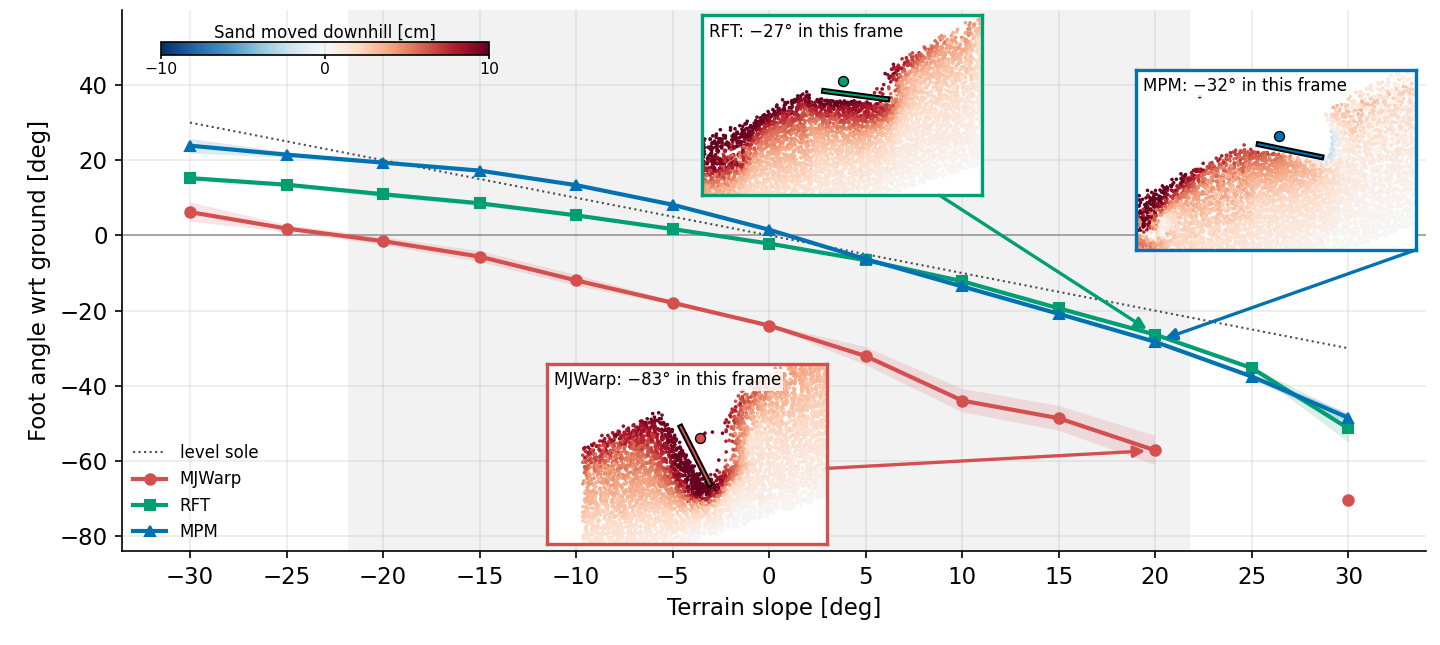 Sand moved downhill [cm]
−10 0 10
RFT: −27° in this frame
MPM: −32° in this frame
MJWarp: −83° in this frame
Foot angle wrt ground [deg]
40
20
0
−20
−40
−60
−80
level sole
MJWarp
RFT
MPM
−30 −25 −20 −15 −10 −5 0 5 10 15 20 25 30
Terrain slope [deg]